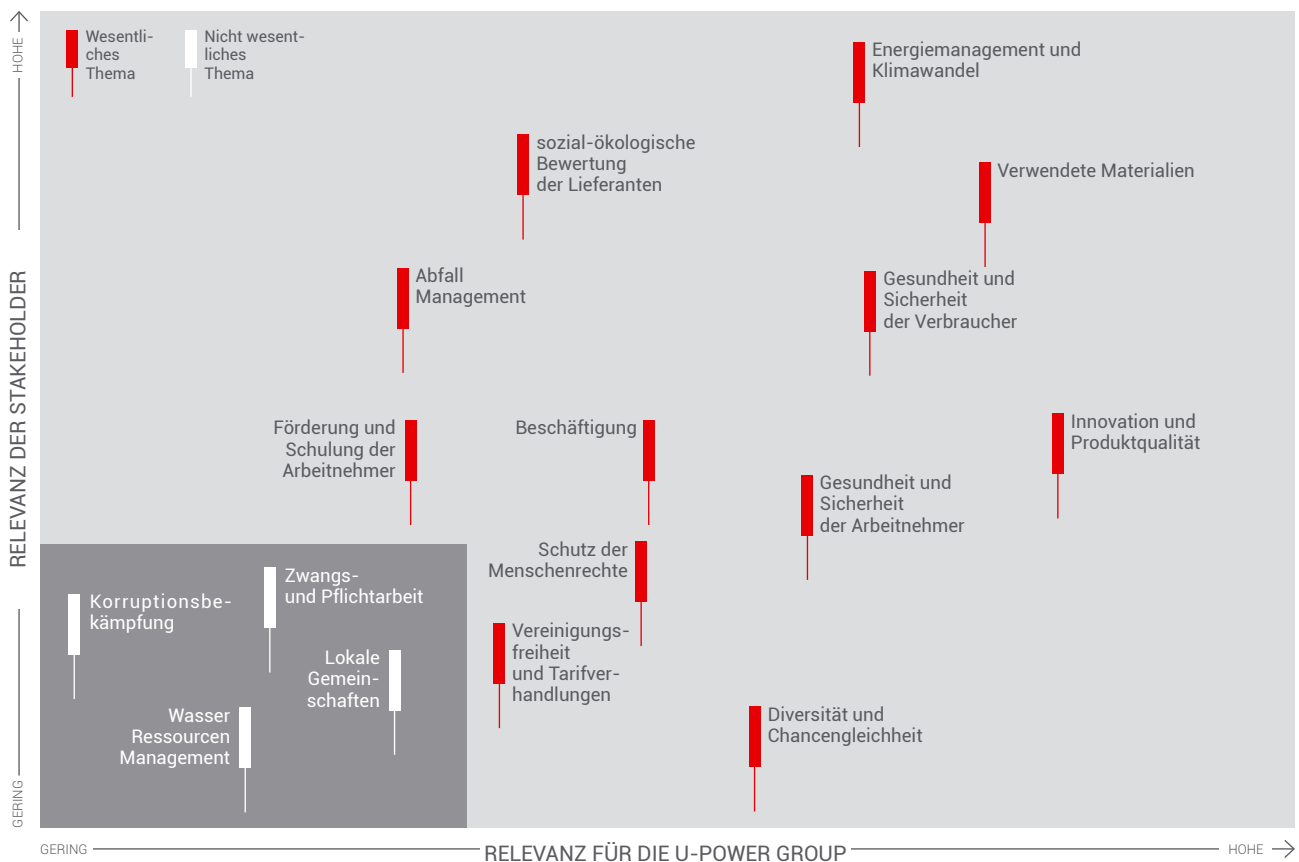 HOHE
Wesentli-
ches
Thema
Nicht wesent-
liches
Thema
Energiemanagement und
Klimawandel
sozial-ökologische
Bewertung
der Lieferanten
Verwendete Materialien
Abfall
Management
Gesundheit und
Sicherheit
der Verbraucher
RELEVANZ DER STAKEHOLDER
Förderung und
Schulung der
Arbeitnehmer
Beschäftigung
Innovation und
Produktqualität
Gesundheit und
Sicherheit
der Arbeitnehmer
Schutz der
Menschenrechte
Zwangs-
und Pflichtarbeit
Korruptionsbe-
kämpfung
Vereinigungs-
freiheit
und Tarifver-
handlungen
Lokale
Gemein-
schaften
Wasser
Ressourcen
Management
Diversität und
Chancengleichheit
GERING
GERING
RELEVANZ FÜR DIE U-POWER GROUP
HOHE